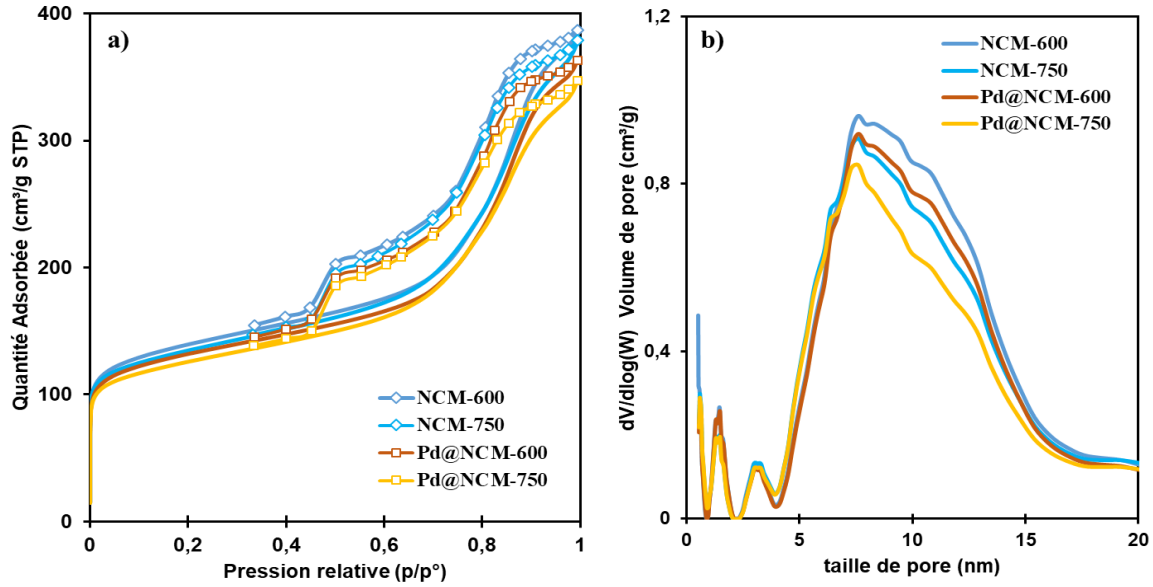 a)
Quantité Adsorbée (cm³/g STP)
400
300
200
100
0
NCM-600
NCM-750
Pd@NCM-600
Pd@NCM-750
0
0,2
0,4
0,6
0,8
1
Pression relative (p/p°)
b)
dV/dlog(W) Volume de pore (cm³/g)
1,2
0,8
0,4
0
NCM-600
NCM-750
Pd@NCM-600
Pd@NCM-750
0
5
10
15
20
taille de pore (nm)